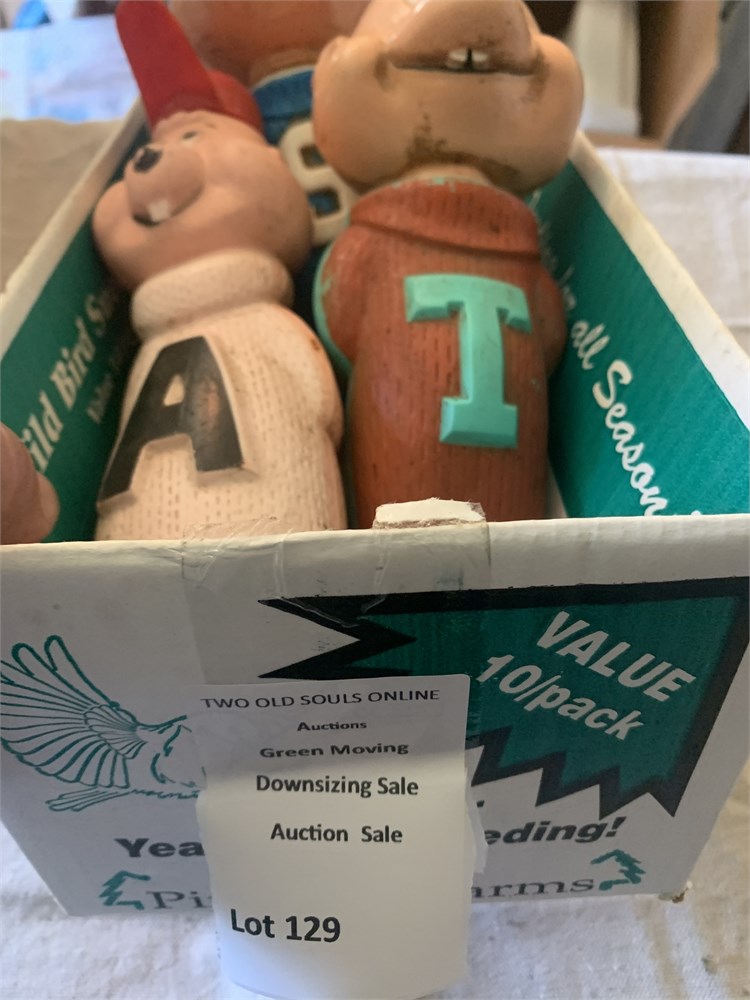 S
T
A
ild Bird S
all Season
VALUE
10/pack
TWO OLD SOULS ONLINE
Auctions
Green Moving
Downsizing Sale
Auction Sale
Lot 129
Yea eding!
Pi rms